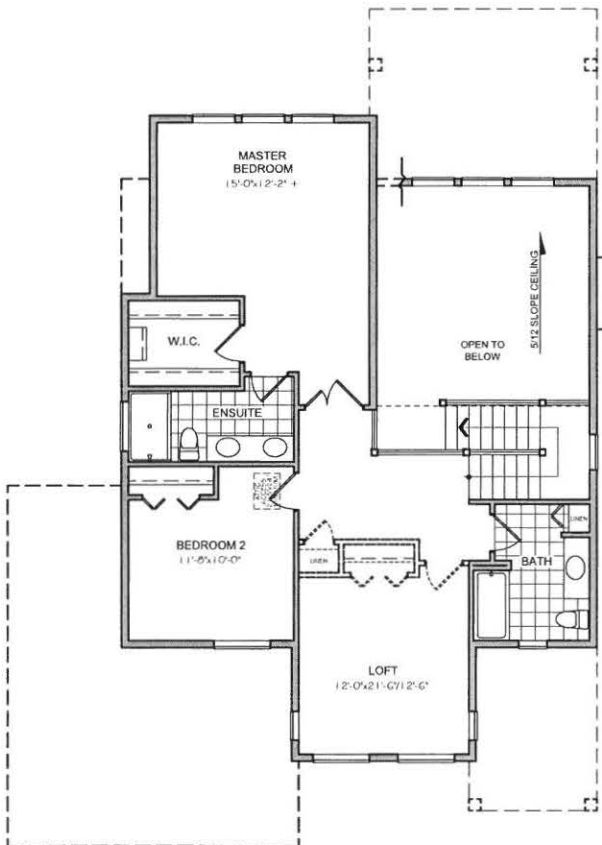 MASTER
BEDROOM
15'-0"x12'-2" +
5/12 SLOPE CEILING
OPEN TO
BELOW
W.I.C.
ENSUITE
BEDROOM 2
11'-8"x10'-0"
LINEN
BATH
LINEN
LOFT
12'-0"x21'-6"/12'-6"